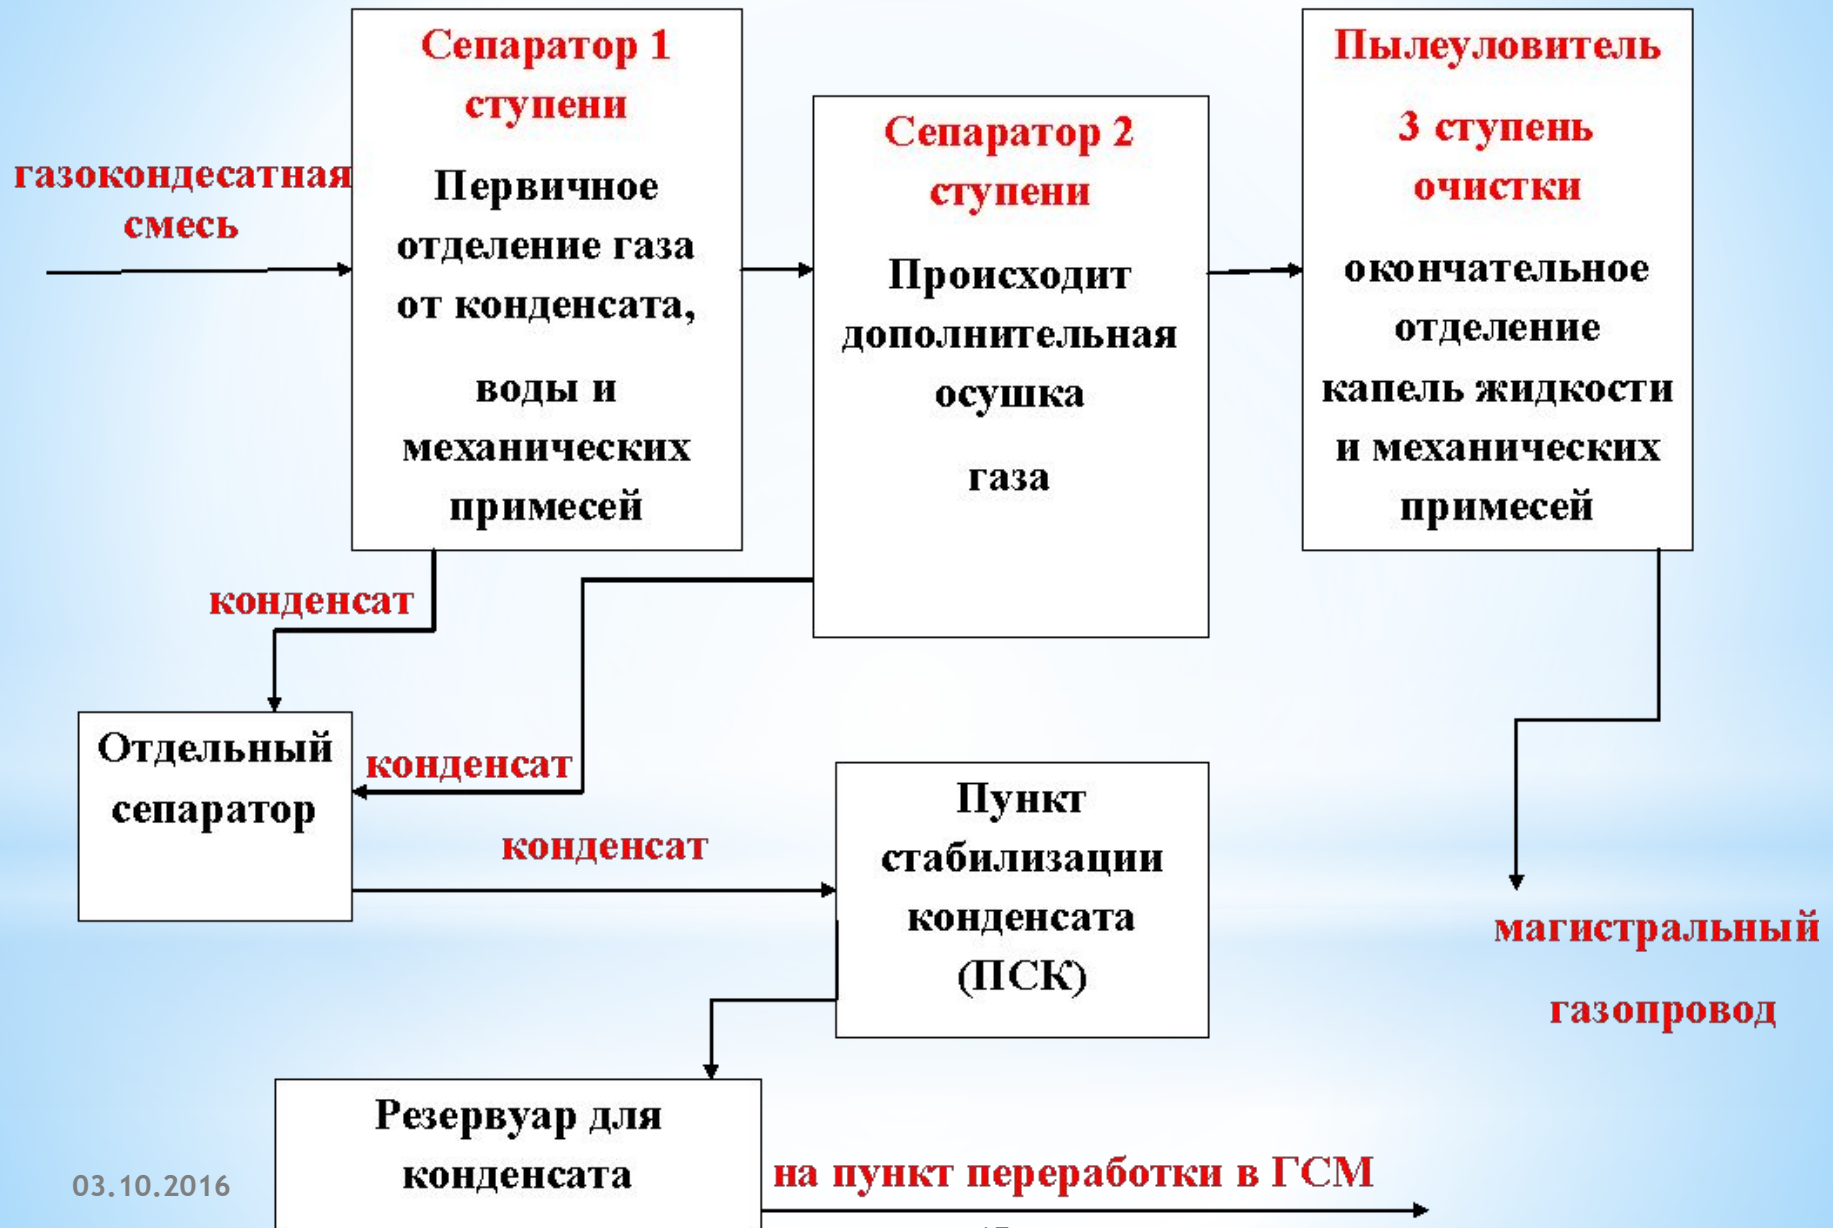 газокондесатная
смесь
Сепаратор 1
ступени
Первичное
отделение газа
от конденсата,
воды и
механических
примесей
Сепаратор 2
ступени
Происходит
дополнительная
осушка
газа
Пылеуловитель
3 ступень
очистки
окончательное
отделение
капель жидкости
и механических
примесей
конденсат
Отдельный
сепаратор
конденсат
конденсат
Пункт
стабилизации
конденсата
(ПСК)
магистральный
газопровод
Резервуар для
конденсата
на пункт переработки в ГСМ
03.10.2016